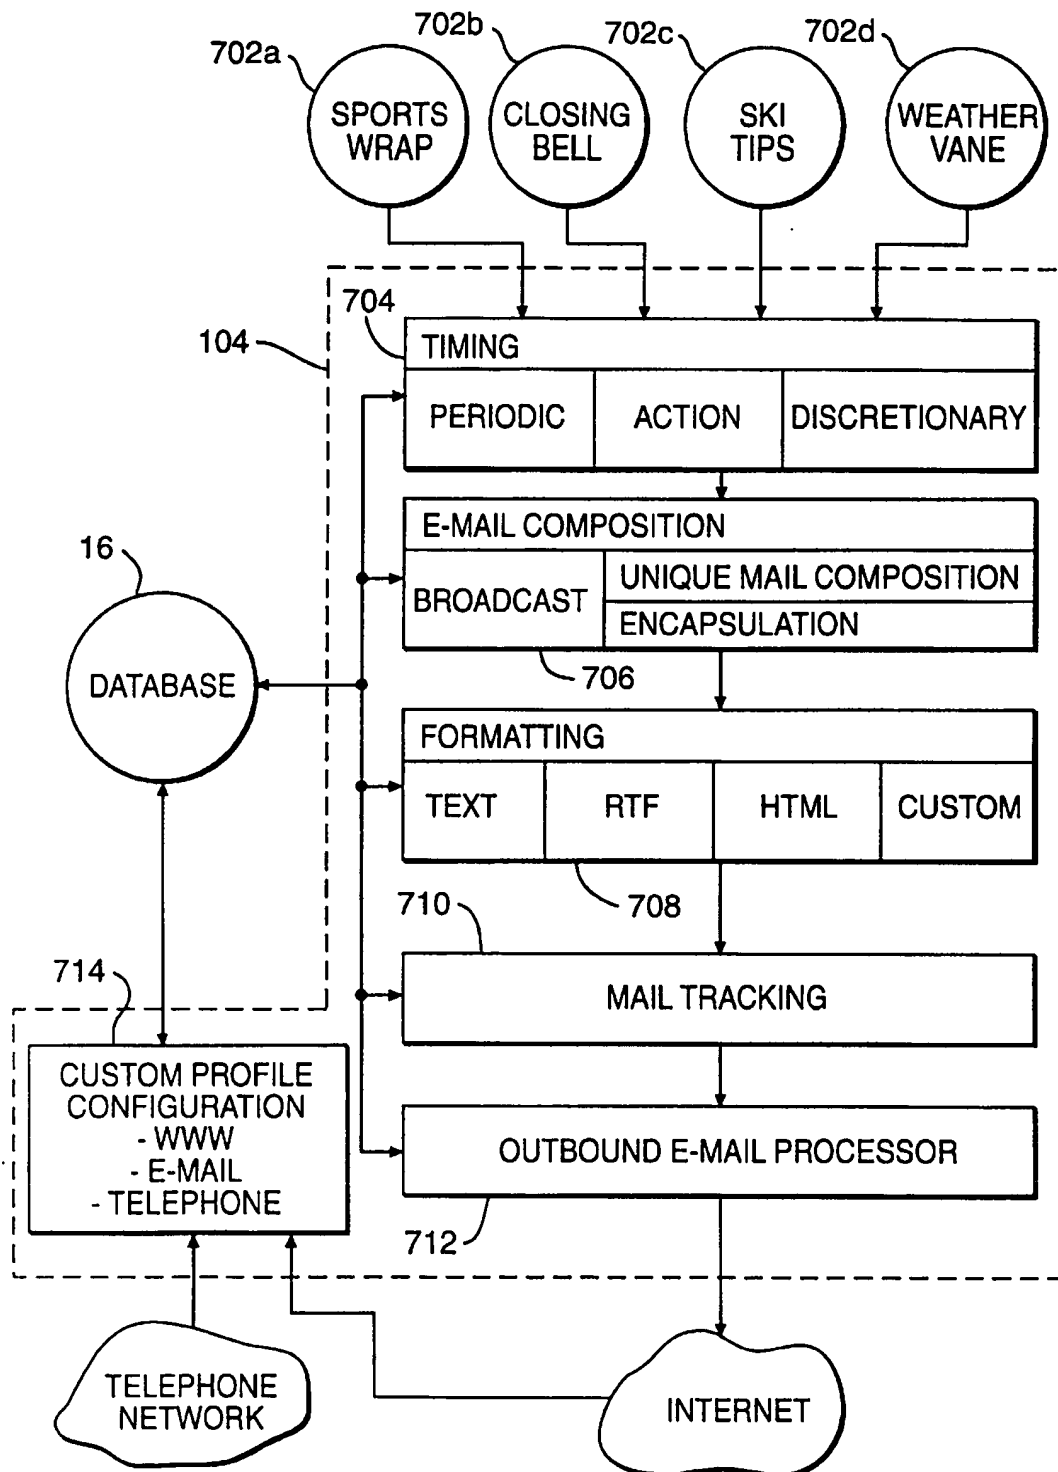 702a
702b
702c
702d
SPORTS
WRAP
CLOSING
BELL
SKI
TIPS
WEATHER
VANE
104
704
TIMING
PERIODIC
ACTION
DISCRETIONARY
E-MAIL COMPOSITION
BROADCAST
UNIQUE MAIL COMPOSITION
ENCAPSULATION
706
16
DATABASE
FORMATTING
TEXT
RTF
HTML
CUSTOM
708
710
MAIL TRACKING
714
CUSTOM PROFILE
CONFIGURATION
- WWW
- E-MAIL
- TELEPHONE
OUTBOUND E-MAIL PROCESSOR
712
TELEPHONE
NETWORK
INTERNET